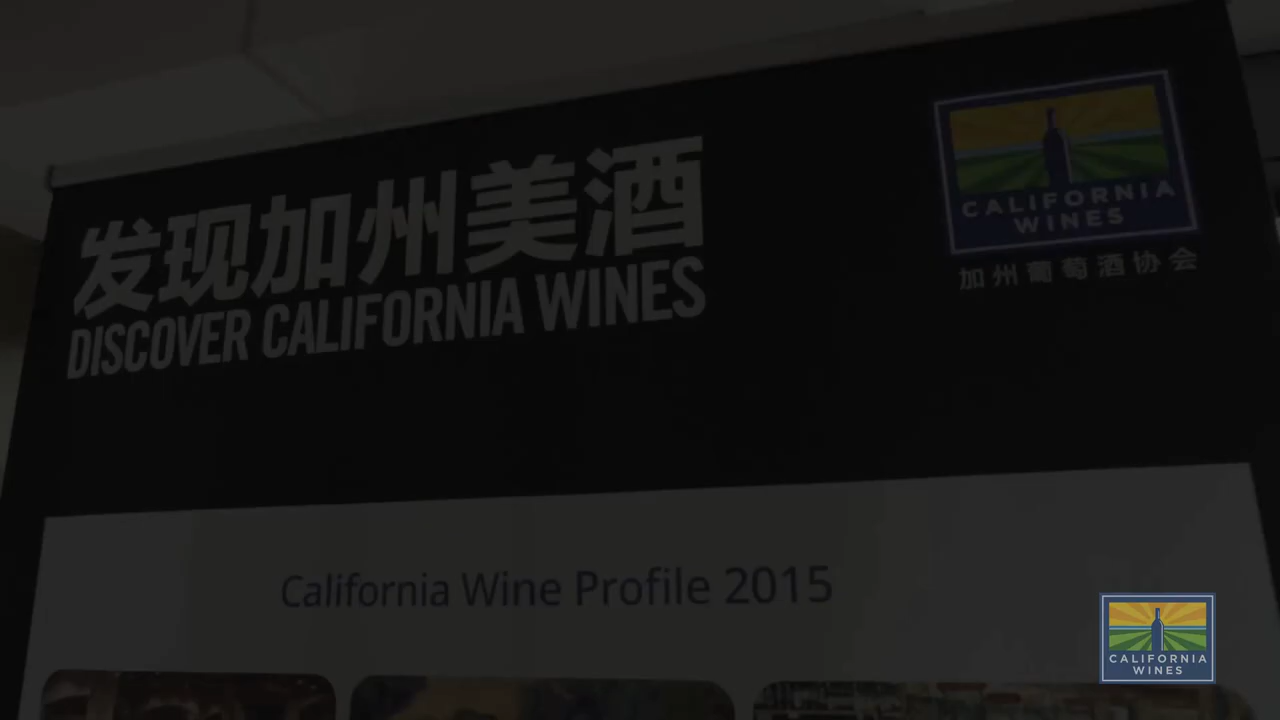 发现加州美酒
DISCOVER CALIFORNIA WINES
CALIFORNIA
WINES
加州葡萄酒协会
California Wine Profile 2015
CALIFORNIA
WINES